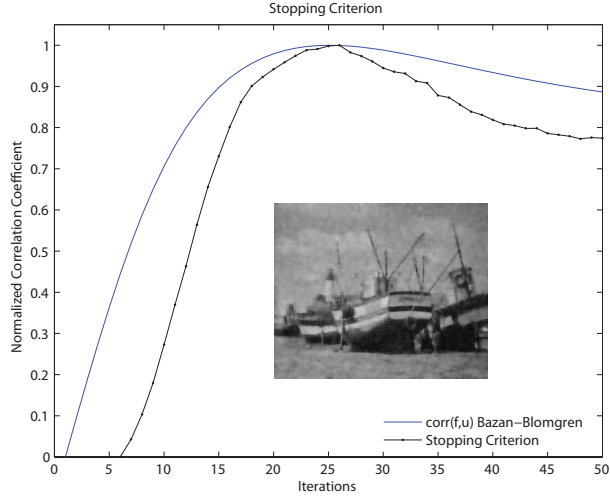 Stopping Criterion
Normalized Correlation Coefficient
1
0.9
0.8
0.7
0.6
0.5
0.4
0.3
0.2
0.1
0
0 5 10 15 20 25 30 35 40 45 50
Iterations
corr(f,u) Bazan−Blomgren
Stopping Criterion